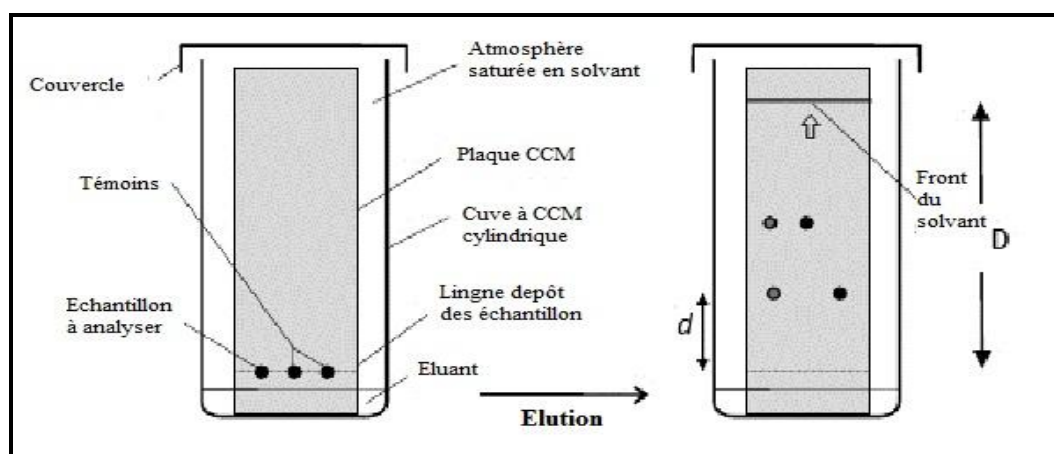 Couvercle
Atmosphère
saturée en solvant
Plaque CCM
Témoins
Cuve à CCM
cylindrique
Echantillon
à analyser
Lingne depôt
des échantillon
Eluant
Elution
Front
du
solvant
D
d